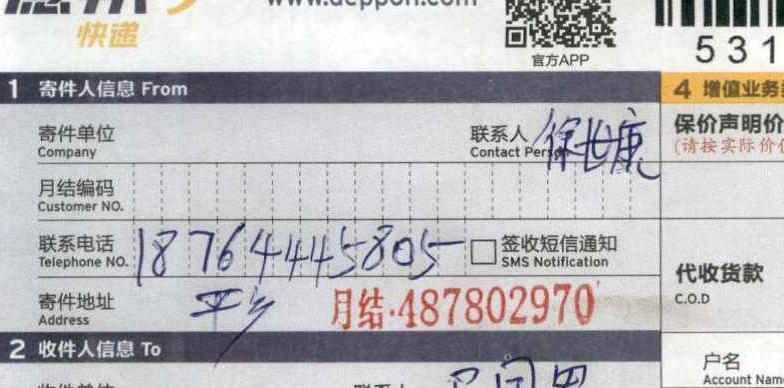 快递
www.deppon.com
官方APP
531
1 寄件人信息 From
4 增值业务
寄件单位
Company
联系人 徐世康
Contact Person
保价声明价
(请按实际价
月结编码
Customer NO.
联系电话 18764445805
Telephone NO.
签收短信通知
SMS Notification
代收货款
C.O.D
寄件地址
Address
月结·487802970
2 收件人信息 To
户名
Account Nam